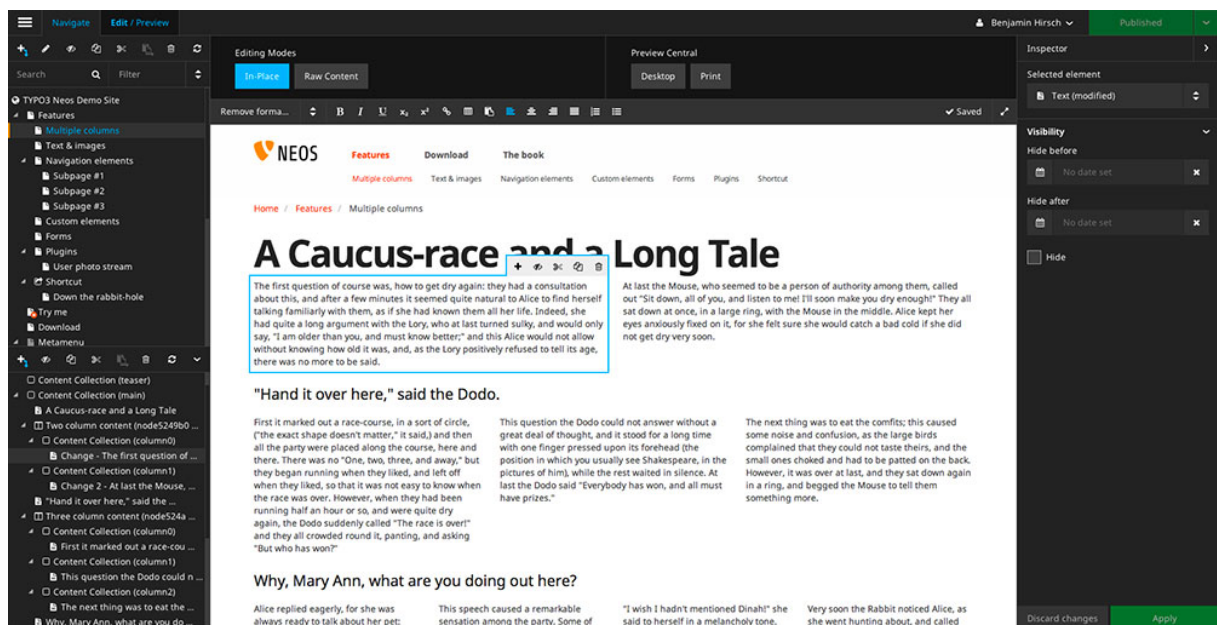 Navigate
Edit / Preview
Benjamin Hirsch
Published
Search
Filter
TYPO3 Neos Demo Site
Features
Multiple columns
Text & images
Navigation elements
Subpage #1
Subpage #2
Subpage #3
Custom elements
Forms
Plugins
User photo stream
Shortcut
Down the rabbit-hole
Try me
Download
Metamenu
Content Collection (teaser)
Content Collection (main)
A Caucus-race and a Long Tale
Two column content (node5249b0 ...
Content Collection (column0)
Change - The first question of ...
Content Collection (column1)
Change 2 - At last the Mouse, ...
"Hand it over here," said the ...
Three column content (node524a ...
Content Collection (column0)
First it marked out a race-cou ...
Content Collection (column1)
This question the Dodo could n ...
Content Collection (column2)
The next thing was to eat the ...
Why, Mary Ann, what are you do ...
Editing Modes
In-Place
Raw Content
Preview Central
Desktop
Print
Remove forma...
B I U x₂ x²
Saved
NEOS
Features
Download
The book
Multiple columns
Text & images
Navigation elements
Custom elements
Forms
Plugins
Shortcut
Home / Features / Multiple columns
A Caucus-race and a Long Tale
The first question of course was, how to get dry again: they had a consultation
about this, and after a few minutes it seemed quite natural to Alice to find herself
talking familiarly with them, as if she had known them all her life. Indeed, she
had quite a long argument with the Lory, who at last turned sulky, and would only
say, "I am older than you, and must know better;" and this Alice would not allow
without knowing how old it was, and, as the Lory positively refused to tell its age,
there was no more to be said.
At last the Mouse, who seemed to be a person of authority among them, called
out "Sit down, all of you, and listen to me! I'll soon make you dry enough!" They all
sat down at once, in a large ring, with the Mouse in the middle. Alice kept her
eyes anxiously fixed on it, for she felt sure she would catch a bad cold if she did
not get dry very soon.
"Hand it over here," said the Dodo.
First it marked out a race-course, in a sort of circle,
("the exact shape doesn't matter," it said,) and then
all the party were placed along the course, here and
there. There was no "One, two, three, and away," but
they began running when they liked, and left off
when they liked, so that it was not easy to know when
the race was over. However, when they had been
running half an hour or so, and were quite dry
again, the Dodo suddenly called "The race is over!"
and they all crowded round it, panting, and asking
"But who has won?"
This question the Dodo could not answer without a
great deal of thought, and it stood for a long time
with one finger pressed upon its forehead (the
position in which you usually see Shakespeare, in the
pictures of him), while the rest waited in silence. At
last the Dodo said "Everybody has won, and all must
have prizes."
The next thing was to eat the comfits; this caused
some noise and confusion, as the large birds
complained that they could not taste theirs, and the
small ones choked and had to be patted on the back.
However, it was over at last, and they sat down again
in a ring, and begged the Mouse to tell them
something more.
Why, Mary Ann, what are you doing out here?
Alice replied eagerly, for she was
always ready to talk about her pet:
This speech caused a remarkable
sensation among the party. Some of
"I wish I hadn't mentioned Dinah!" she
said to herself in a melancholy tone.
Very soon the Rabbit noticed Alice, as
she went hunting about, and called
Inspector
Selected element
Text (modified)
Visibility
Hide before
No date set
Hide after
No date set
Hide
Discard changes
Apply